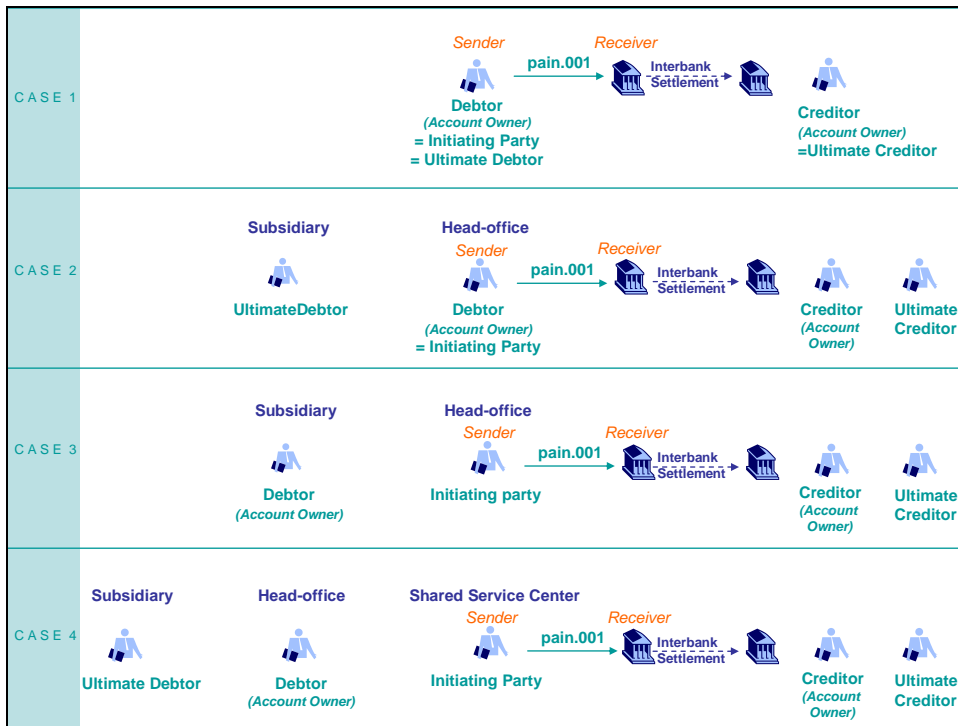 CASE 1
Sender
Receiver
pain.001
Interbank
Settlement
Debtor
(Account Owner)
= Initiating Party
= Ultimate Debtor
Creditor
(Account Owner)
=Ultimate Creditor
CASE 2
Subsidiary
Head-office
Sender
Receiver
pain.001
Interbank
Settlement
UltimateDebtor
Debtor
(Account Owner)
= Initiating Party
Creditor
(Account
Owner)
Ultimate
Creditor
CASE 3
Subsidiary
Head-office
Sender
Receiver
pain.001
Interbank
Settlement
Debtor
(Account Owner)
Initiating party
Creditor
(Account
Owner)
Ultimate
Creditor
CASE 4
Subsidiary
Head-office
Shared Service Center
Sender
Receiver
pain.001
Interbank
Settlement
Ultimate Debtor
Debtor
(Account Owner)
Initiating Party
Creditor
(Account
Owner)
Ultimate
Creditor